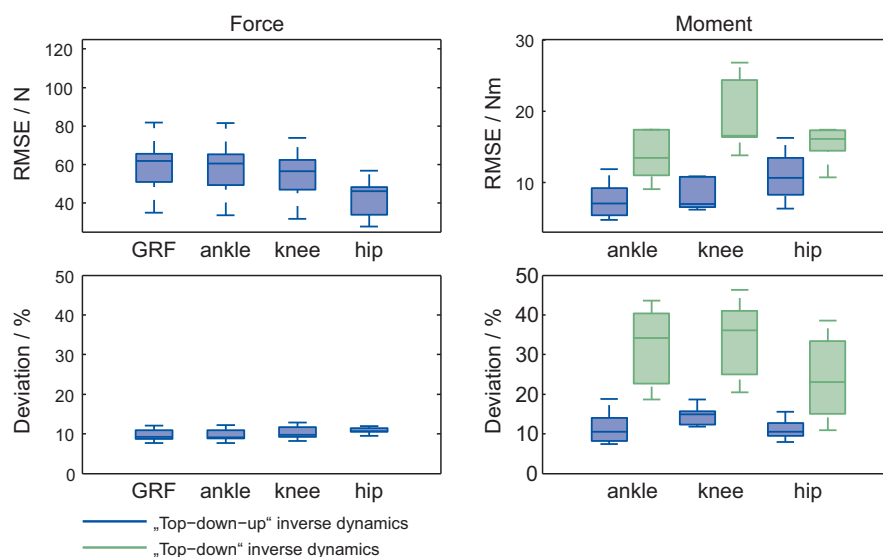 Force
RMSE / N
120
100
80
60
40
GRF ankle knee hip
Moment
RMSE / Nm
30
20
10
ankle knee hip
Deviation / %
50
40
30
20
10
0
GRF ankle knee hip
Deviation / %
50
40
30
20
10
0
ankle knee hip
„Top-down-up“ inverse dynamics
„Top-down“ inverse dynamics